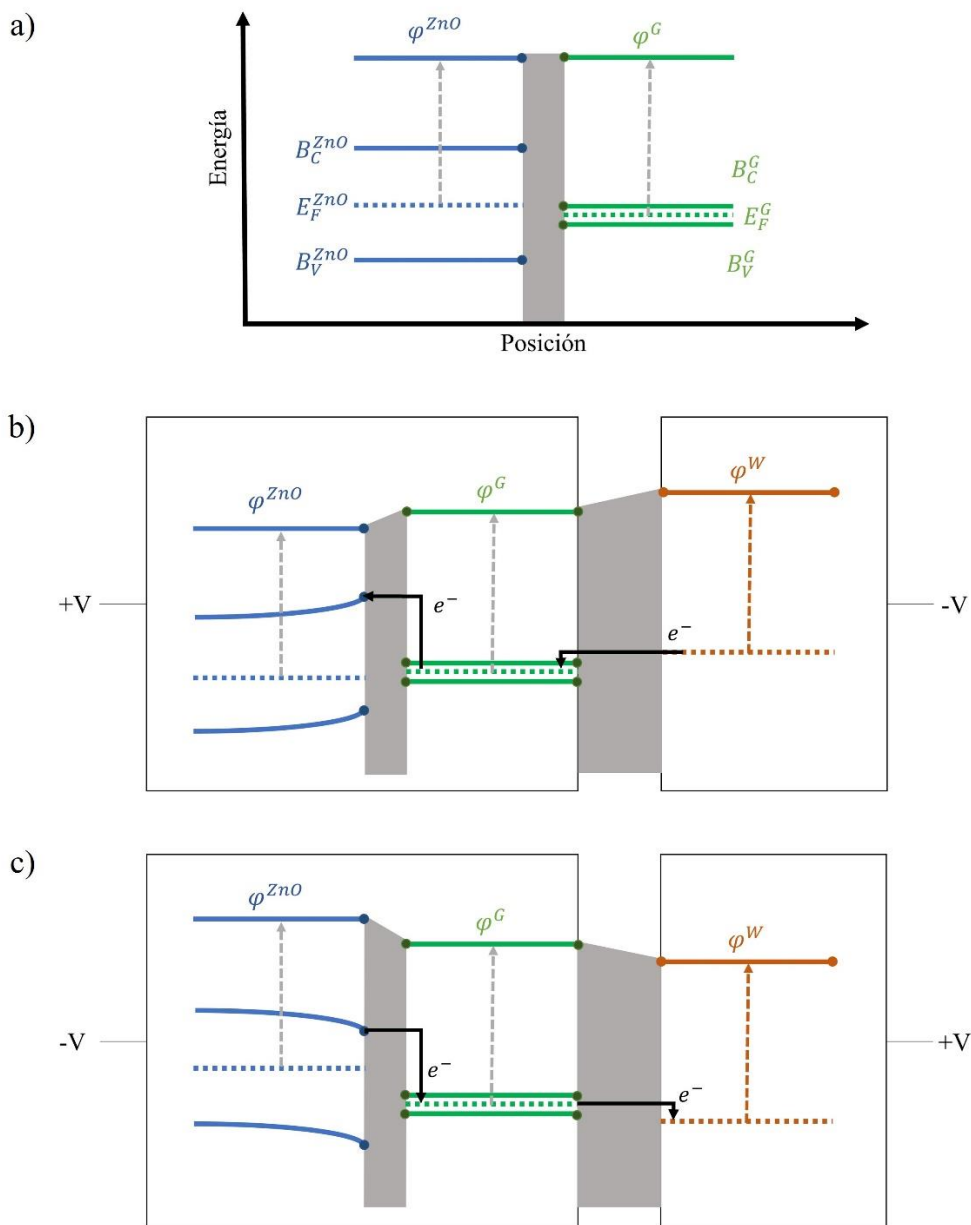 a)
Energía
φ^ZnO
φ^G
B_C^ZnO
B_C^G
E_F^ZnO
E_F^G
B_V^ZnO
B_V^G
Posición
b)
φ^ZnO
φ^G
φ^W
+V
e⁻
e⁻
-V
c)
φ^ZnO
φ^G
φ^W
-V
e⁻
e⁻
+V